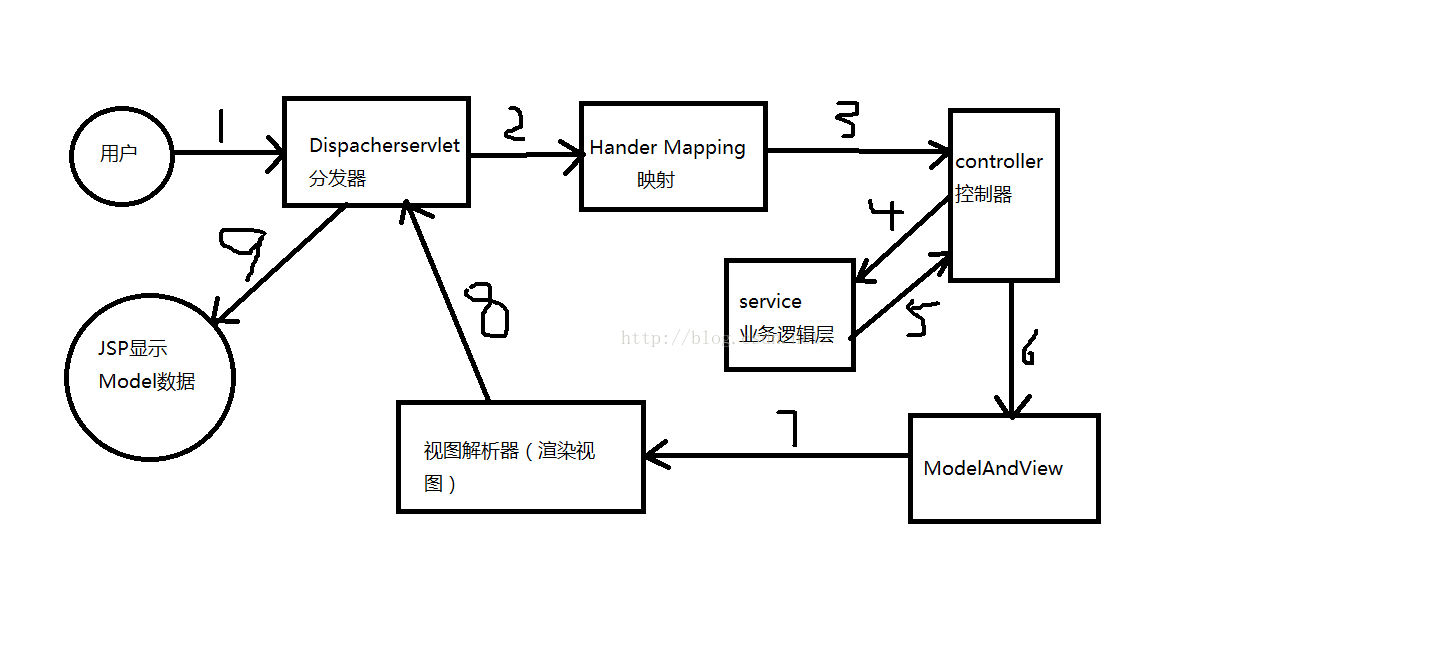 1
2
3
用户
Dispacherservlet
分发器
Hander Mapping
映射
controller
控制器
4
9
8
service
业务逻辑层
5
http://blog.
6
JSP显示
Model数据
7
视图解析器（渲染视
图）
ModelAndView